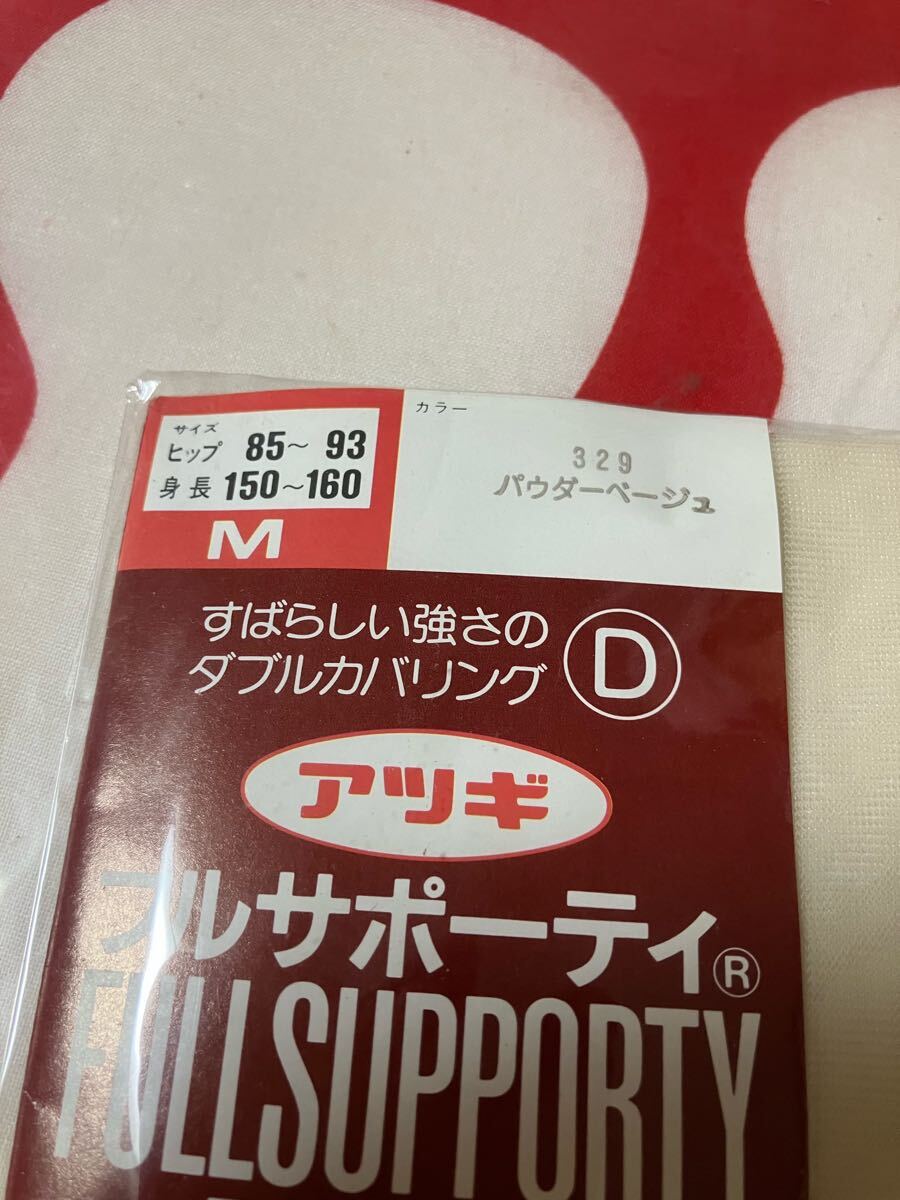 サイズ
ヒップ 85～93
身長 150～160
M
カラー
329
パウダーベージュ
すばらしい強さの
ダブルカバリング
D
アツギ
フルサポーティ®
FULLSUPPORTY